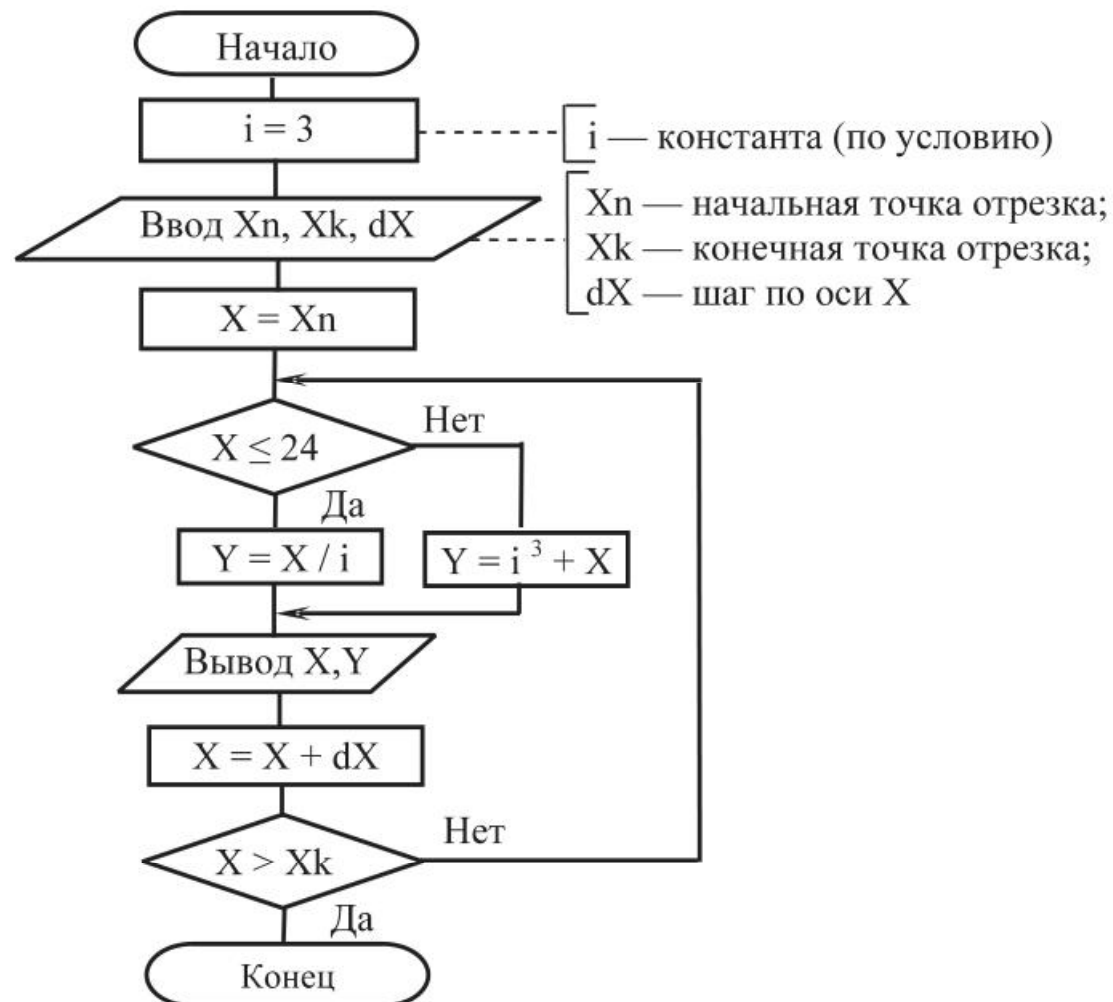 Начало
i = 3
i — константа (по условию)
Ввод Xn, Xk, dX
Xn — начальная точка отрезка;
Xk — конечная точка отрезка;
dX — шаг по оси X
X = Xn
X ≤ 24
Нет
Да
Y = X / i
Y = i ³ + X
Вывод X,Y
X = X + dX
X > Xk
Нет
Да
Конец